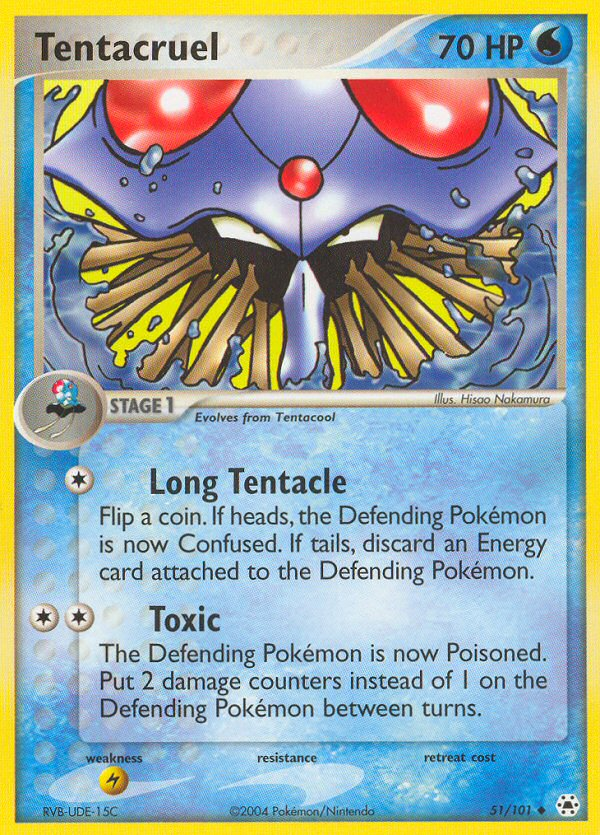 Tentacruel 70 HP
Illus. Hisao Nakamura
STAGE 1
Evolves from Tentacool
Long Tentacle
Flip a coin. If heads, the Defending Pokémon
is now Confused. If tails, discard an Energy
card attached to the Defending Pokémon.
Toxic
The Defending Pokémon is now Poisoned.
Put 2 damage counters instead of 1 on the
Defending Pokémon between turns.
weakness resistance retreat cost
RVB-UDE-15C ©2004 Pokémon/Nintendo 51/101